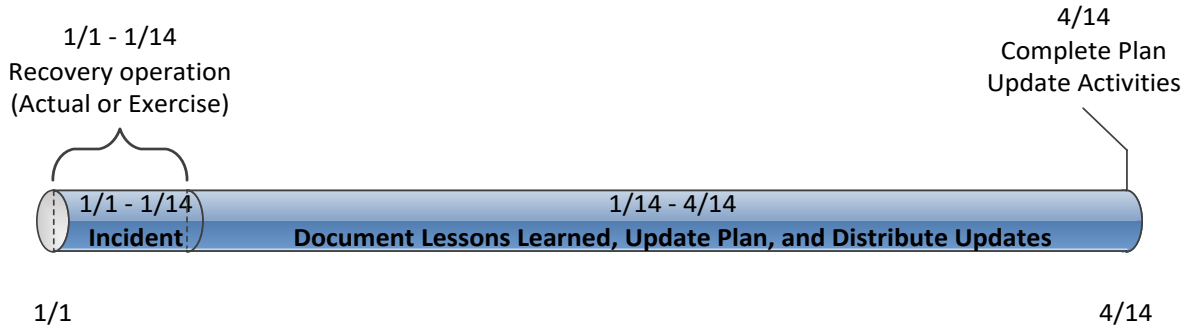 1/1 - 1/14
Recovery operation
(Actual or Exercise)
4/14
Complete Plan
Update Activities
1/1 - 1/14
Incident
1/14 - 4/14
Document Lessons Learned, Update Plan, and Distribute Updates
1/1
4/14